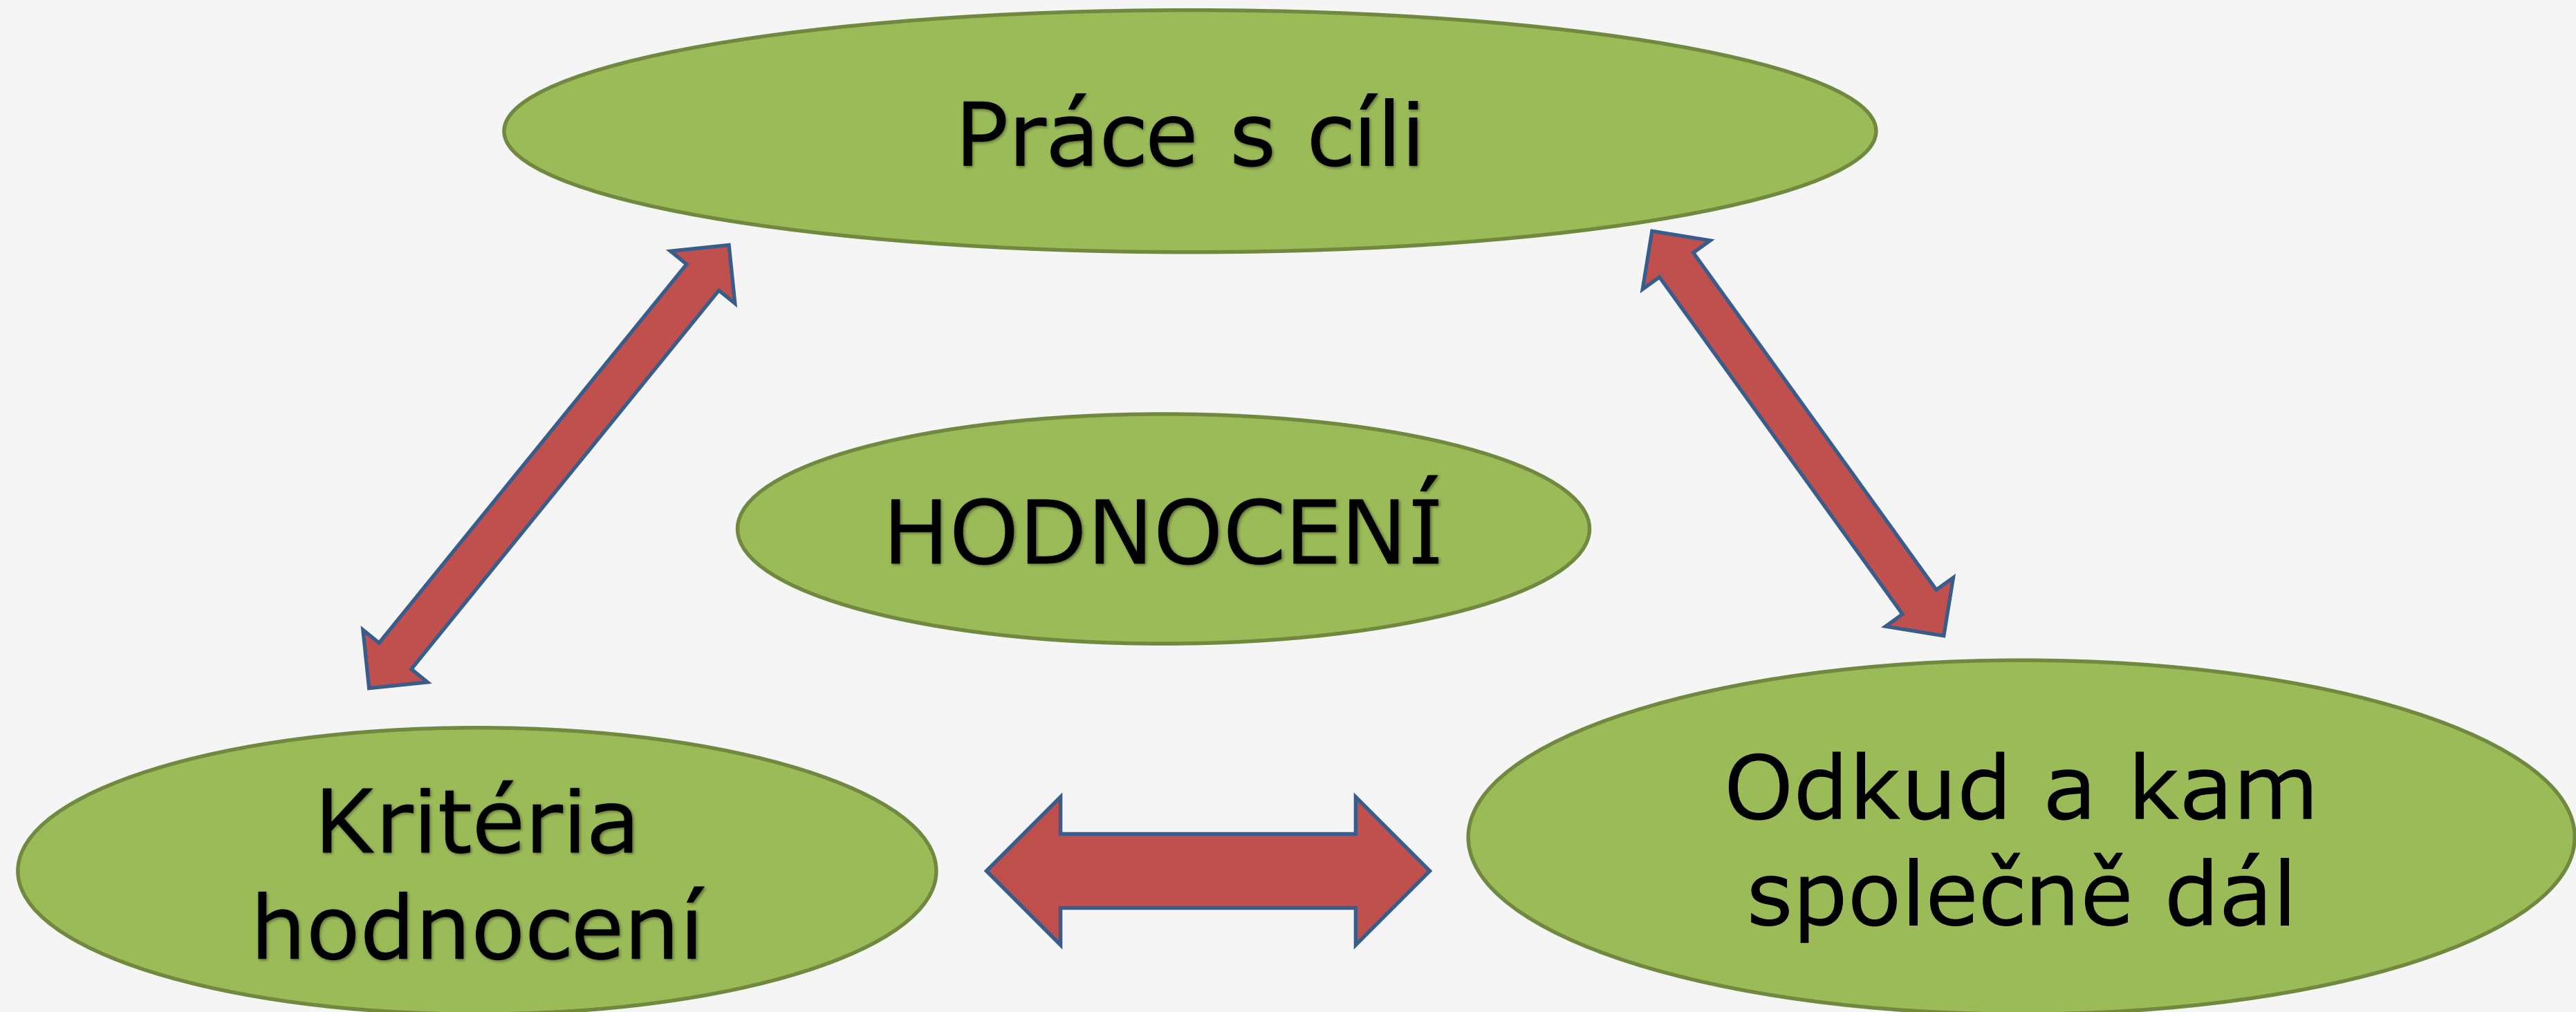 Práce s cíli
HODNOCENÍ
Kritéria
hodnocení
Odkud a kam
společně dál